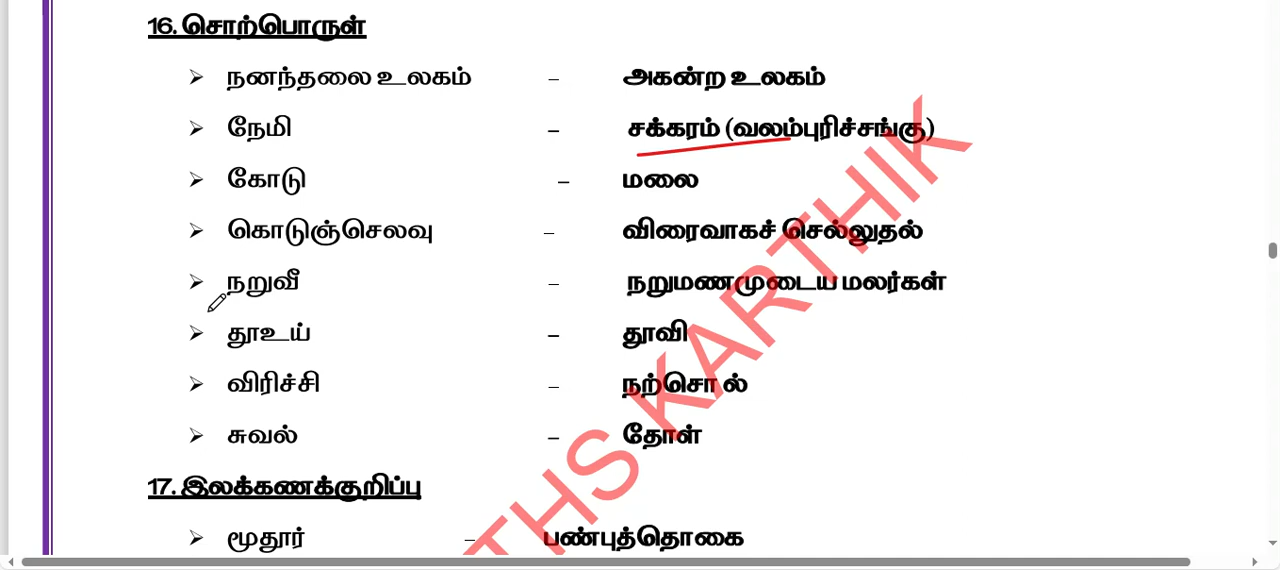 16. சொற்பொருள்
➢ நனந்தலை உலகம் – அகன்ற உலகம்
➢ நேமி – சக்கரம் (வலம்புரிச்சங்கு)
➢ கோடு – மலை
➢ கொடுஞ்செலவு – விரைவாகச் செல்லுதல்
➢ நறுவீ – நறுமணமுடைய மலர்கள்
➢ தூஉய் – தூவி
➢ விரிச்சி – நற்சொல்
➢ சுவல் – தோள்
17. இலக்கணக்குறிப்பு
➢ மூதூர் – பண்புத்தொகை
THS KARTHIK